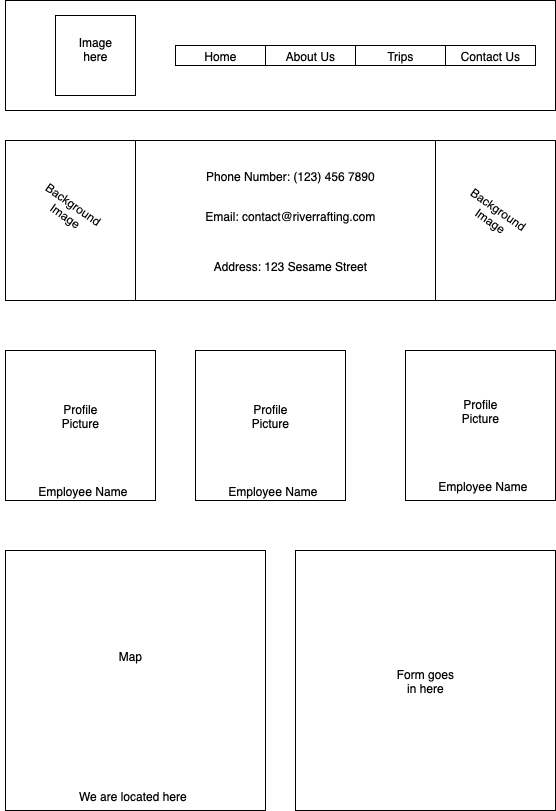 Image
here
Home
About Us
Trips
Contact Us
Background
Image
Phone Number: (123) 456 7890
Email: contact@riverrafting.com
Address: 123 Sesame Street
Background
Image
Profile
Picture
Employee Name
Profile
Picture
Employee Name
Profile
Picture
Employee Name
Map
We are located here
Form goes
in here